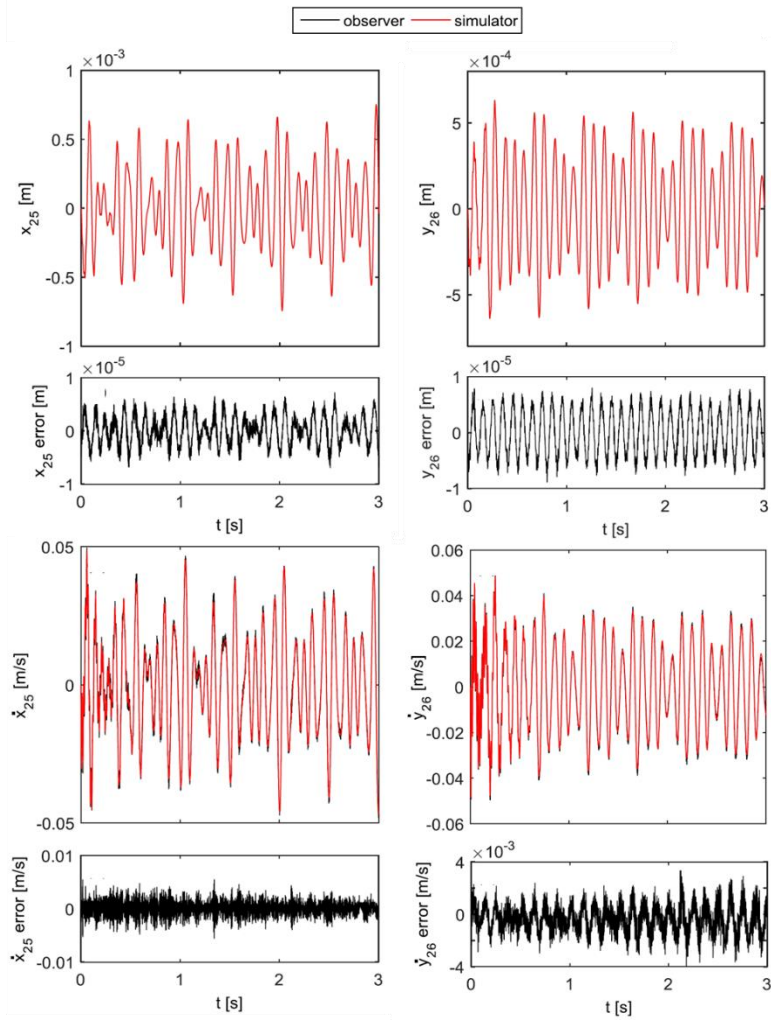 observer simulator
×10⁻³
1
0.5
0
-0.5
-1
x₂₅ [m]
×10⁻⁴
5
0
-5
y₂₆ [m]
×10⁻⁵
1
0
-1
x₂₅ error [m]
0 1 2 3
t [s]
×10⁻⁵
1
0
-1
y₂₆ error [m]
0 1 2 3
t [s]
0.05
0
-0.05
ẋ₂₅ [m/s]
0.06
0.04
0.02
0
-0.02
-0.04
-0.06
ẏ₂₆ [m/s]
0.01
0
-0.01
ẋ₂₅ error [m/s]
0 1 2 3
t [s]
×10⁻³
4
0
-4
ẏ₂₆ error [m/s]
0 1 2 3
t [s]